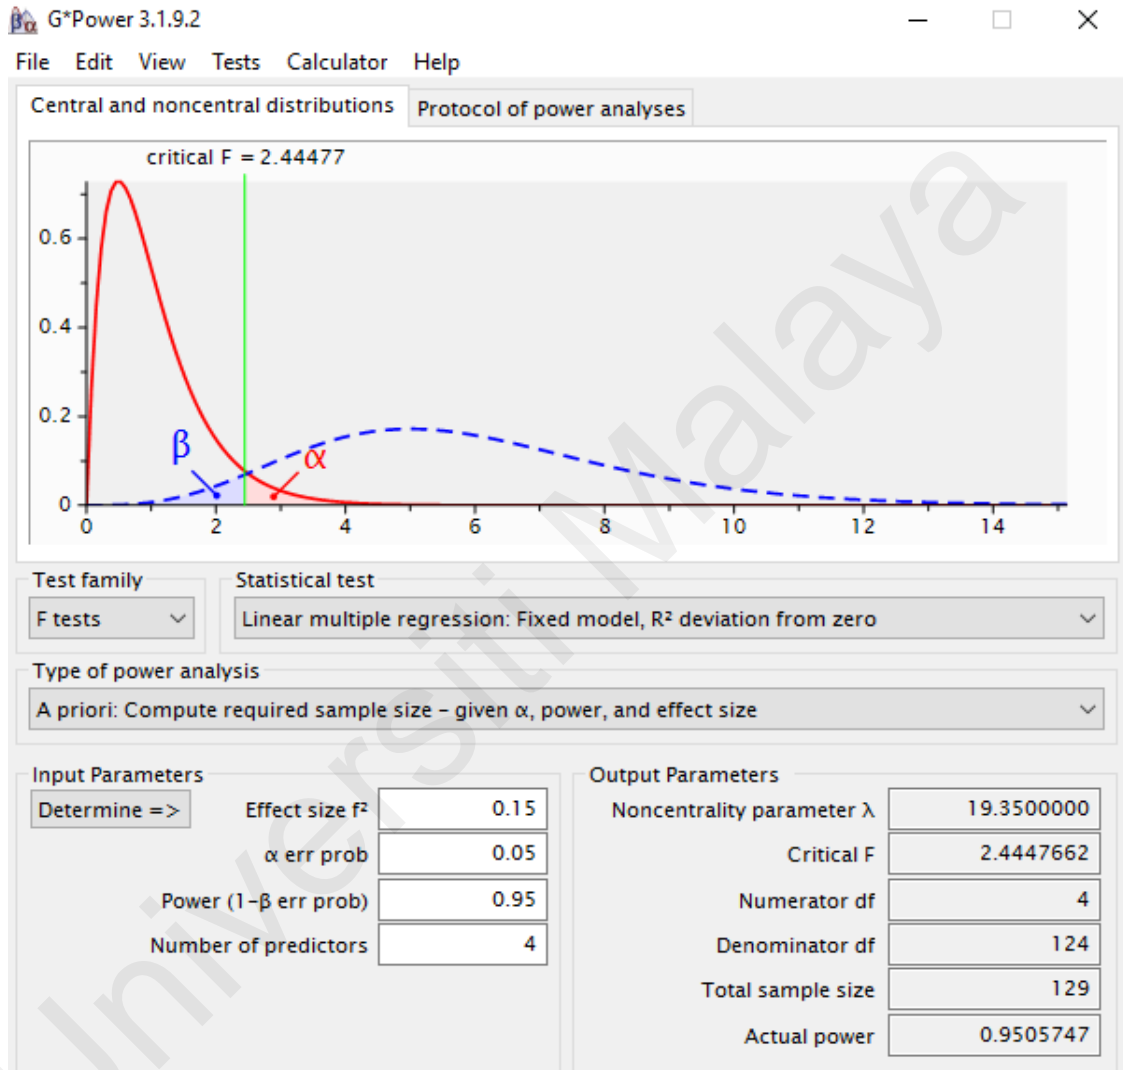 G*Power 3.1.9.2
File Edit View Tests Calculator Help
Central and noncentral distributions Protocol of power analyses
critical F = 2.44477
0.6
0.4
0.2
0
β
α
0 2 4 6 8 10 12 14
Test family
F tests
Statistical test
Linear multiple regression: Fixed model, R² deviation from zero
Type of power analysis
A priori: Compute required sample size – given α, power, and effect size
Input Parameters
Determine =>
Effect size f² 0.15
α err prob 0.05
Power (1-β err prob) 0.95
Number of predictors 4
Output Parameters
Noncentrality parameter λ 19.3500000
Critical F 2.4447662
Numerator df 4
Denominator df 124
Total sample size 129
Actual power 0.9505747
Universiti Malaya